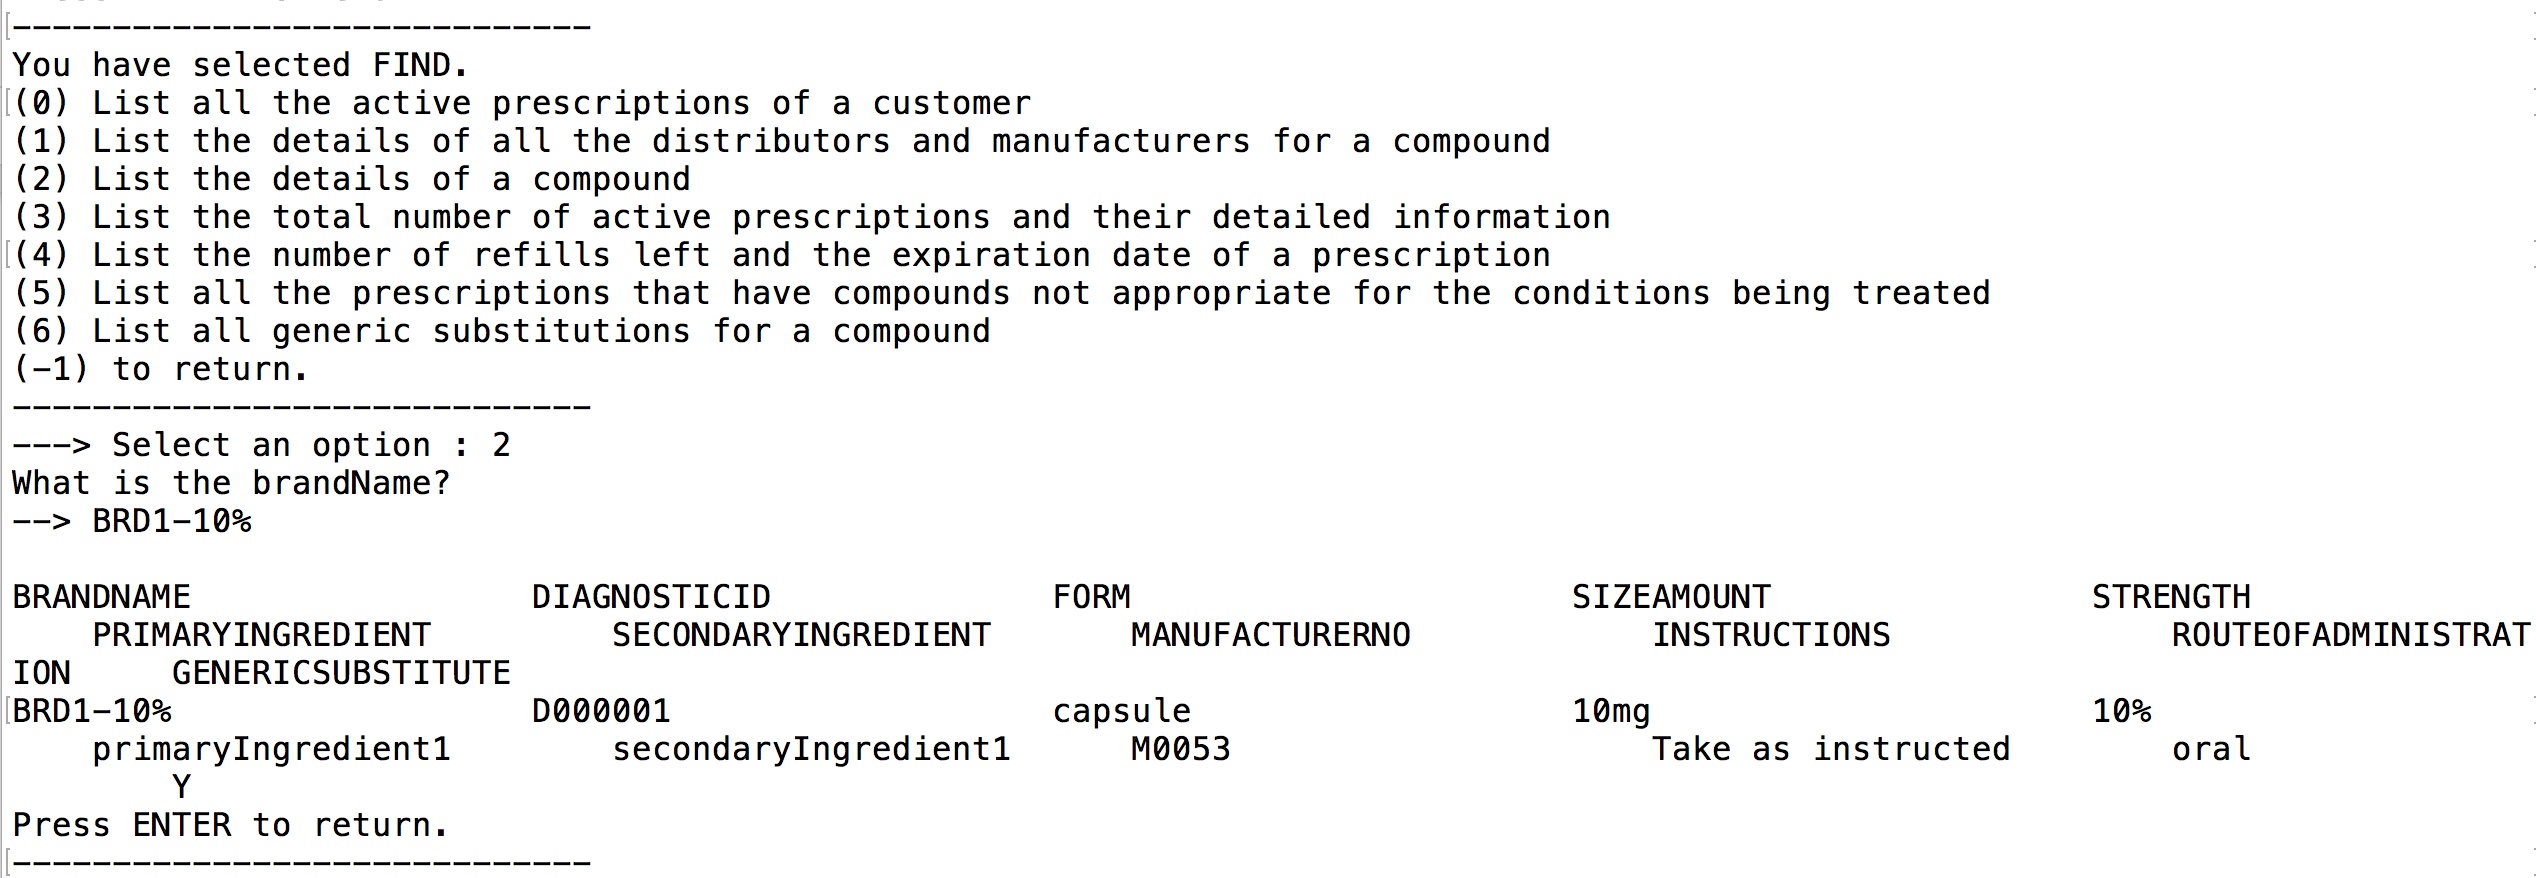 ------------------------------
You have selected FIND.
(0) List all the active prescriptions of a customer
(1) List the details of all the distributors and manufacturers for a compound
(2) List the details of a compound
(3) List the total number of active prescriptions and their detailed information
(4) List the number of refills left and the expiration date of a prescription
(5) List all the prescriptions that have compounds not appropriate for the conditions being treated
(6) List all generic substitutions for a compound
(-1) to return.
-----------------------------
---> Select an option : 2
What is the brandName?
--> BRD1-10%
BRANDNAME                 DIAGNOSTICID              FORM                      SIZEAMOUNT                STRENGTH
    PRIMARYINGREDIENT         SECONDARYINGREDIENT       MANUFACTURERNO            INSTRUCTIONS              ROUTEOFADMINISTRAT
ION     GENERICSUBSTITUTE
BRD1-10%                  D000001                   capsule                   10mg                      10%
    primaryIngredient1        secondaryIngredient1      M0053                     Take as instructed        oral
        Y
Press ENTER to return.
-----------------------------